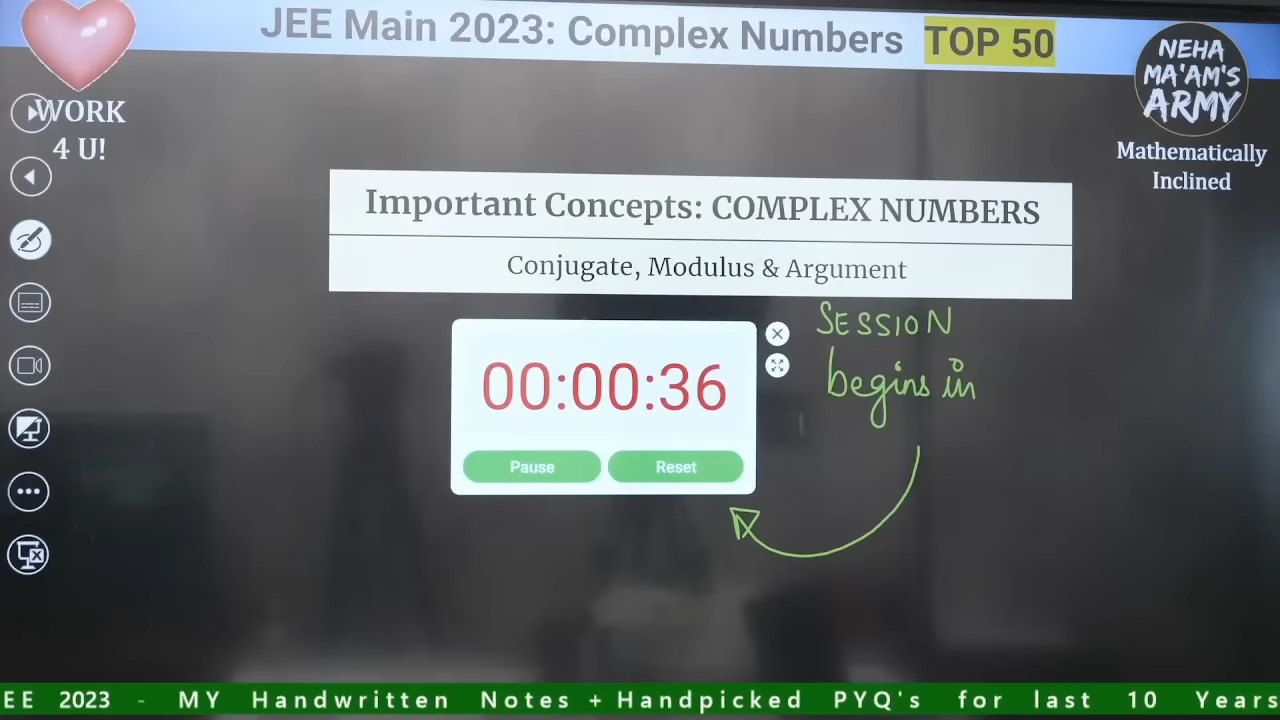 JEE Main 2023: Complex Numbers TOP 50
WORK
4 U!
NEHA
MA'AM'S
ARMY
Mathematically
Inclined
Important Concepts: COMPLEX NUMBERS
Conjugate, Modulus & Argument
SESSION
begins in
00:00:36
Pause Reset
EE 2023 - MY Handwritten Notes + Handpicked PYQ's for last 10 Years